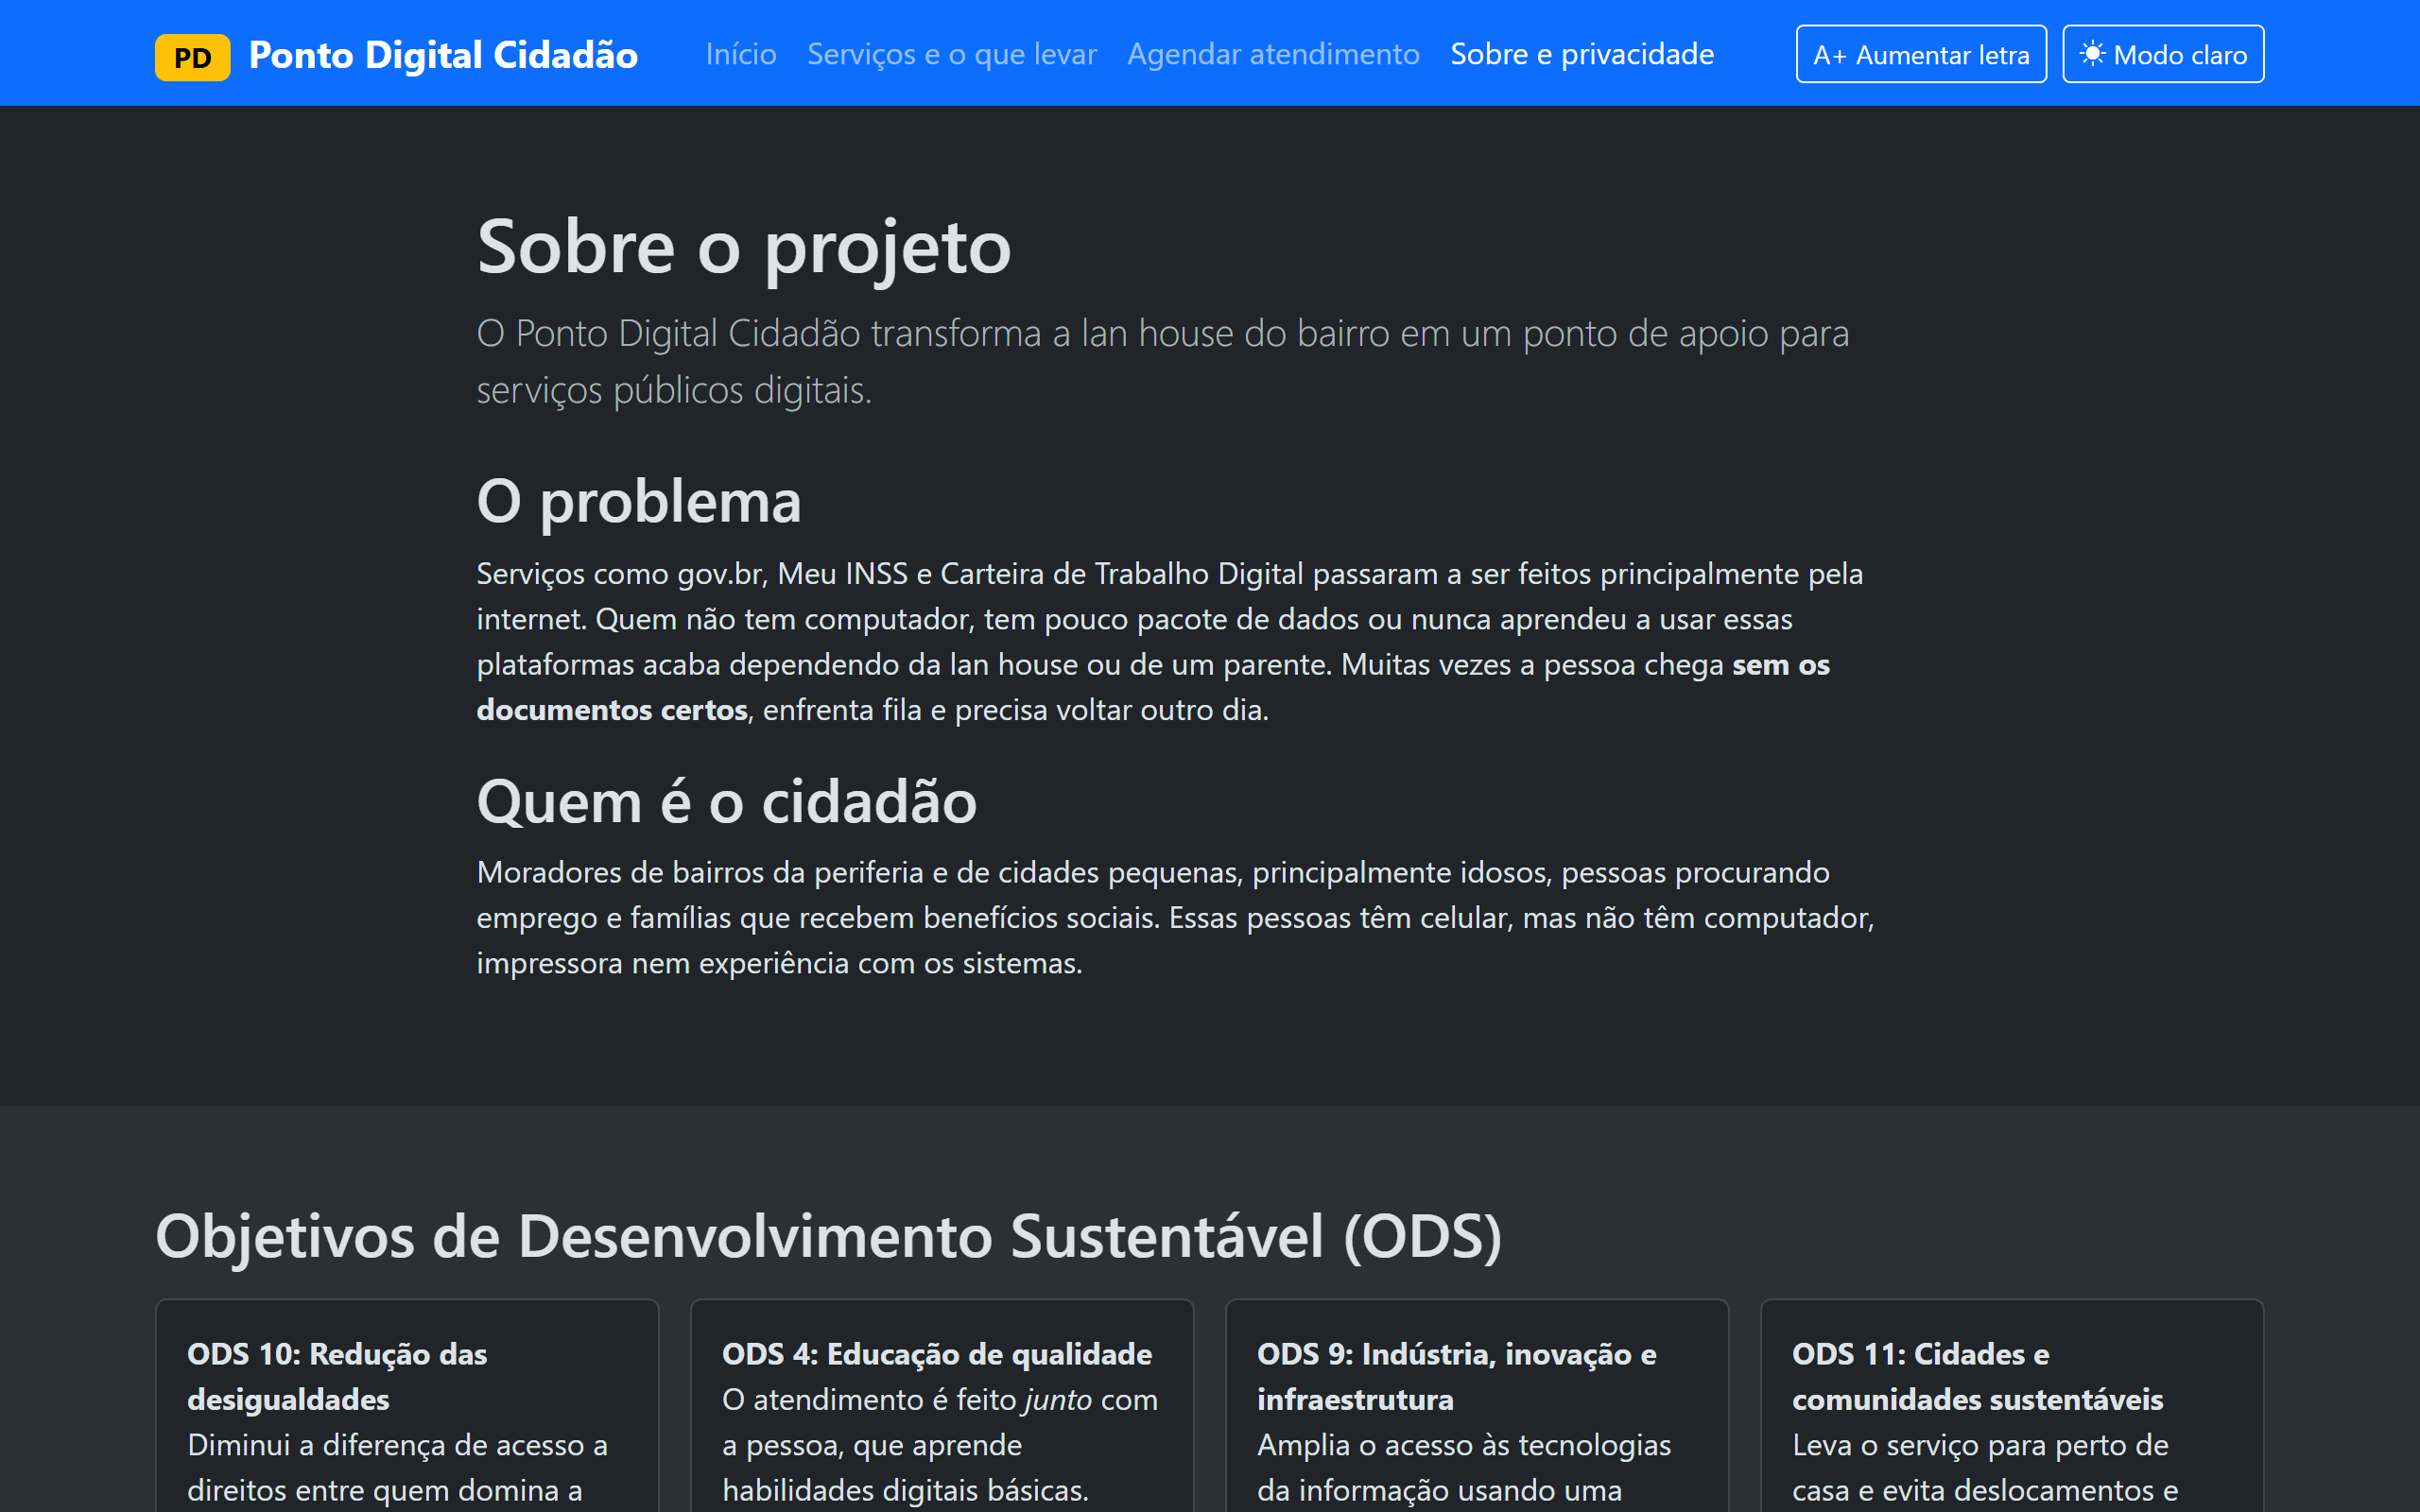 PD Ponto Digital Cidadão Início Serviços e o que levar Agendar atendimento Sobre e privacidade A+ Aumentar letra Modo claro
Sobre o projeto
O Ponto Digital Cidadão transforma a lan house do bairro em um ponto de apoio para
serviços públicos digitais.
O problema
Serviços como gov.br, Meu INSS e Carteira de Trabalho Digital passaram a ser feitos principalmente pela
internet. Quem não tem computador, tem pouco pacote de dados ou nunca aprendeu a usar essas
plataformas acaba dependendo da lan house ou de um parente. Muitas vezes a pessoa chega sem os
documentos certos, enfrenta fila e precisa voltar outro dia.
Quem é o cidadão
Moradores de bairros da periferia e de cidades pequenas, principalmente idosos, pessoas procurando
emprego e famílias que recebem benefícios sociais. Essas pessoas têm celular, mas não têm computador,
impressora nem experiência com os sistemas.
Objetivos de Desenvolvimento Sustentável (ODS)
ODS 10: Redução das
desigualdades
Diminui a diferença de acesso a
direitos entre quem domina a
ODS 4: Educação de qualidade
O atendimento é feito junto com
a pessoa, que aprende
habilidades digitais básicas.
ODS 9: Indústria, inovação e
infraestrutura
Amplia o acesso às tecnologias
da informação usando uma
ODS 11: Cidades e
comunidades sustentáveis
Leva o serviço para perto de
casa e evita deslocamentos e